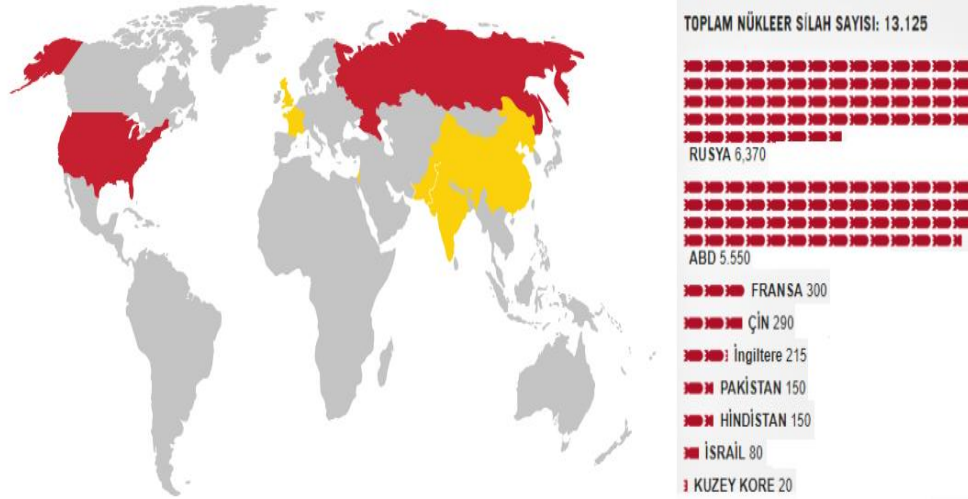 TOPLAM NÜKLEER SİLAH SAYISI: 13.125
RUSYA 6,370
ABD 5.550
FRANSA 300
ÇİN 290
İngiltere 215
PAKİSTAN 150
HİNDİSTAN 150
İSRAİL 80
KUZEY KORE 20